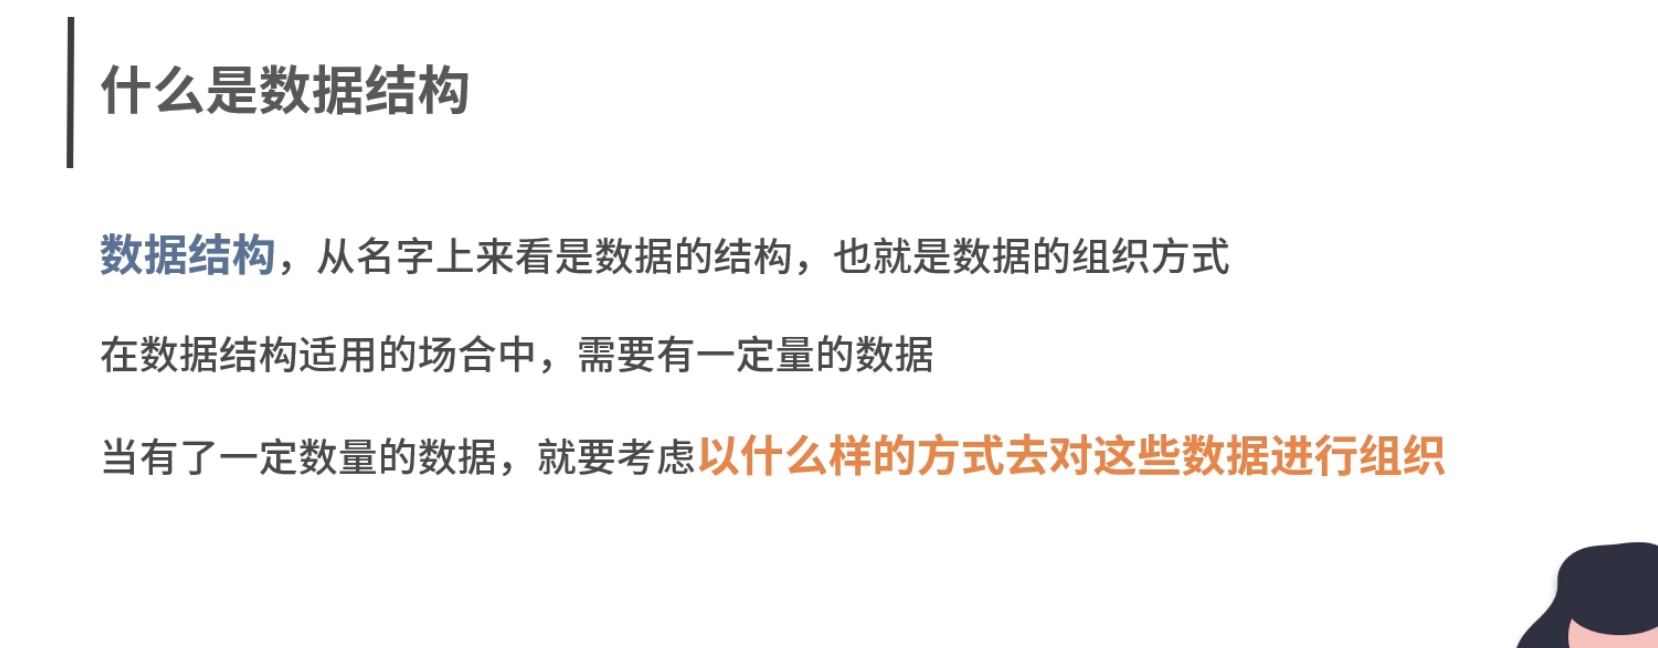 什么是数据结构
数据结构，从名字上来看是数据的结构，也就是数据的组织方式
在数据结构适用的场合中，需要有一定量的数据
当有了一定数量的数据，就要考虑以什么样的方式去对这些数据进行组织